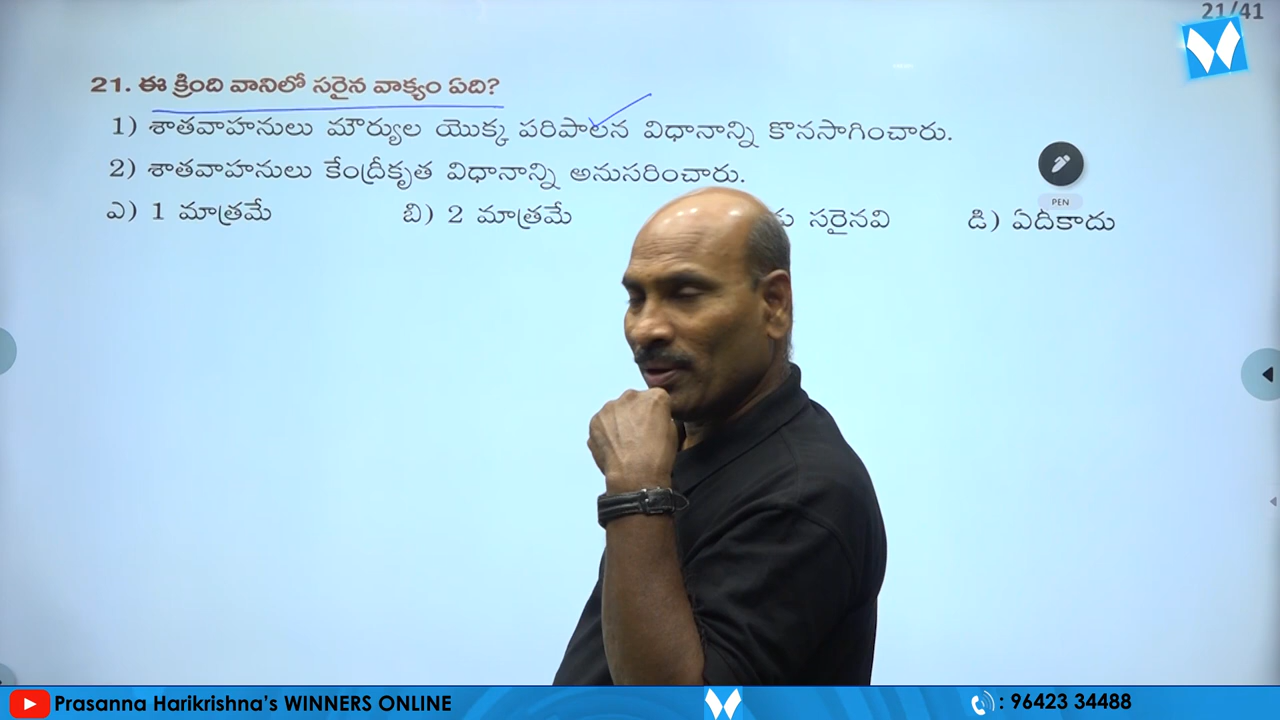 21/41
21. ఈ క్రింది వానిలో సరైన వాక్యం ఏది?
1) శాతవాహనులు మౌర్యుల యొక్క పరిపాలన విధానాన్ని కొనసాగించారు.
2) శాతవాహనులు కేంద్రీకృత విధానాన్ని అనుసరించారు.
PEN
ఎ) 1 మాత్రమే బి) 2 మాత్రమే సరైనవి డి) ఏదీకాదు
Prasanna Harikrishna's WINNERS ONLINE : 96423 34488